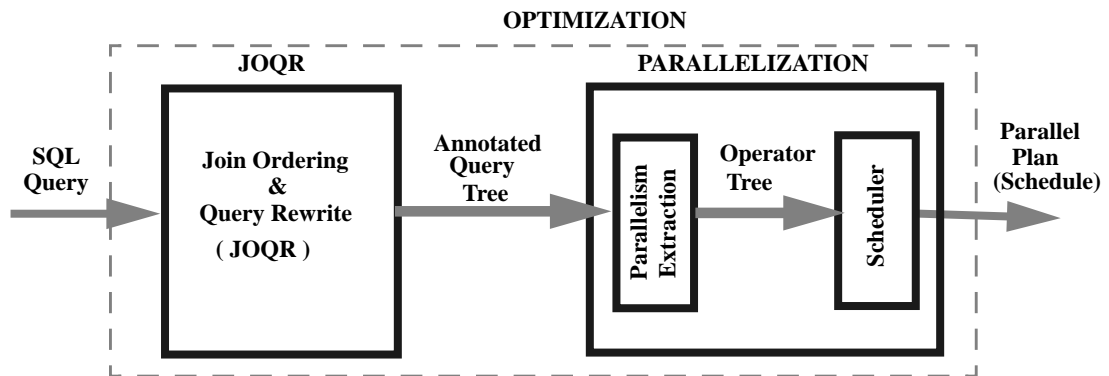 OPTIMIZATION
JOQR
PARALLELIZATION
SQL
Query
Join Ordering
&
Query Rewrite
( JOQR )
Annotated
Query
Tree
Parallelism
Extraction
Operator
Tree
Scheduler
Parallel
Plan
(Schedule)